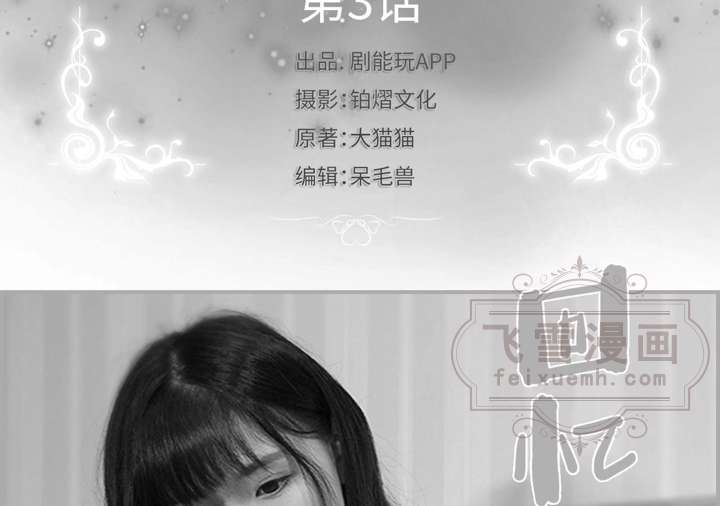 第3话
出品: 剧能玩APP
摄影: 铂熠文化
原著: 大猫猫
编辑: 呆毛兽
回忆
飞雪漫画
feixuemh.com